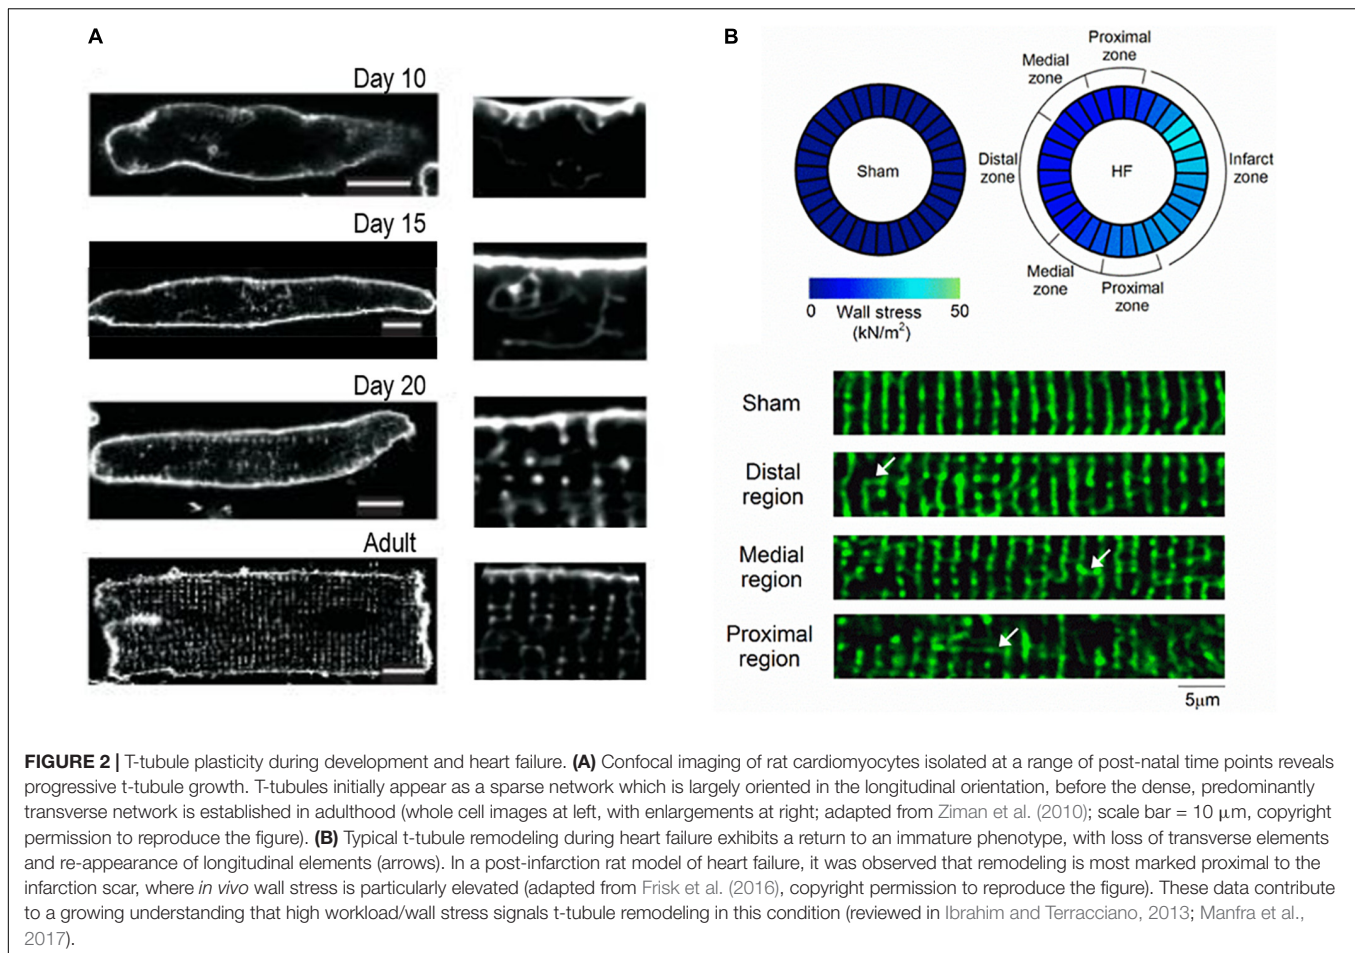 A
Day 10
Day 15
Day 20
Adult
B
Proximal
zone
Medial
zone
Distal
zone
Sham
HF
Infarct
zone
Medial
zone
Proximal
zone
0
Wall stress
(kN/m²)
50
Sham
Distal
region
Medial
region
Proximal
region
5μm
FIGURE 2 | T-tubule plasticity during development and heart failure. (A) Confocal imaging of rat cardiomyocytes isolated at a range of post-natal time points reveals
progressive t-tubule growth. T-tubules initially appear as a sparse network which is largely oriented in the longitudinal orientation, before the dense, predominantly
transverse network is established in adulthood (whole cell images at left, with enlargements at right; adapted from Ziman et al. (2010); scale bar = 10 μm, copyright
permission to reproduce the figure). (B) Typical t-tubule remodeling during heart failure exhibits a return to an immature phenotype, with loss of transverse elements
and re-appearance of longitudinal elements (arrows). In a post-infarction rat model of heart failure, it was observed that remodeling is most marked proximal to the
infarction scar, where in vivo wall stress is particularly elevated (adapted from Frisk et al. (2016), copyright permission to reproduce the figure). These data contribute
to a growing understanding that high workload/wall stress signals t-tubule remodeling in this condition (reviewed in Ibrahim and Terracciano, 2013; Manfra et al.,
2017).